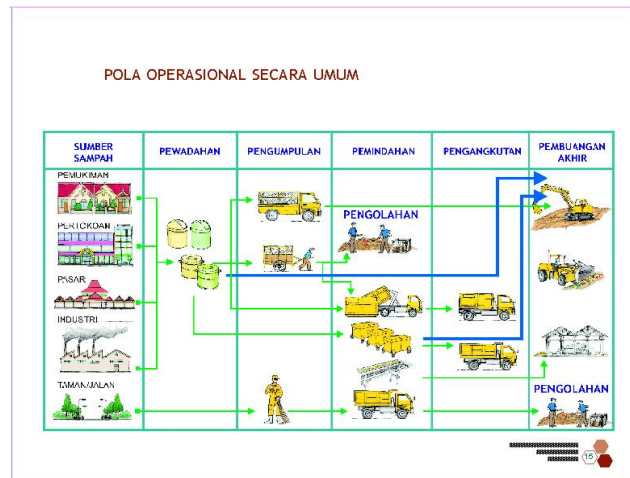 POLA OPERASIONAL SECARA UMUM
SUMBER
SAMPAH
PEWADAHAN
PENGUMPULAN
PEMINDAHAN
PENGANGKUTAN
PEMBUANGAN
AKHIR
PEMUKIMAN
PERTOKOAN
PASAR
INDUSTRI
TAMAN/JALAN
PENGOLAHAN
PENGOLAHAN
15